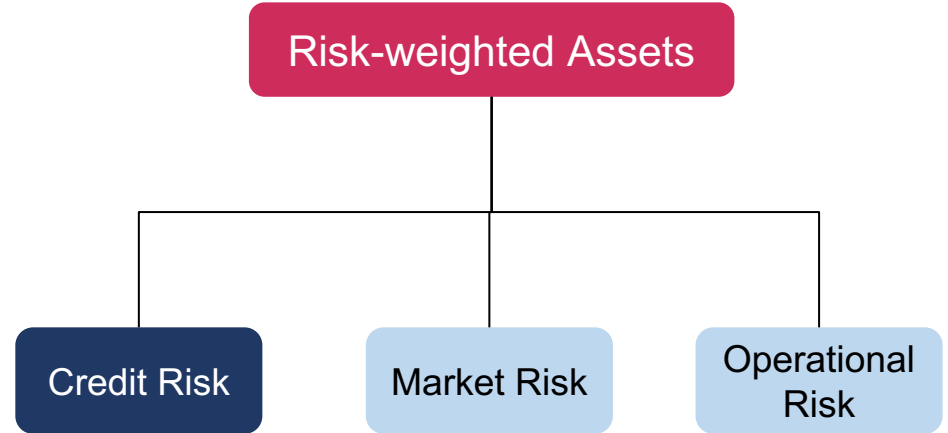 Risk-weighted Assets
Credit Risk
Market Risk
Operational
Risk